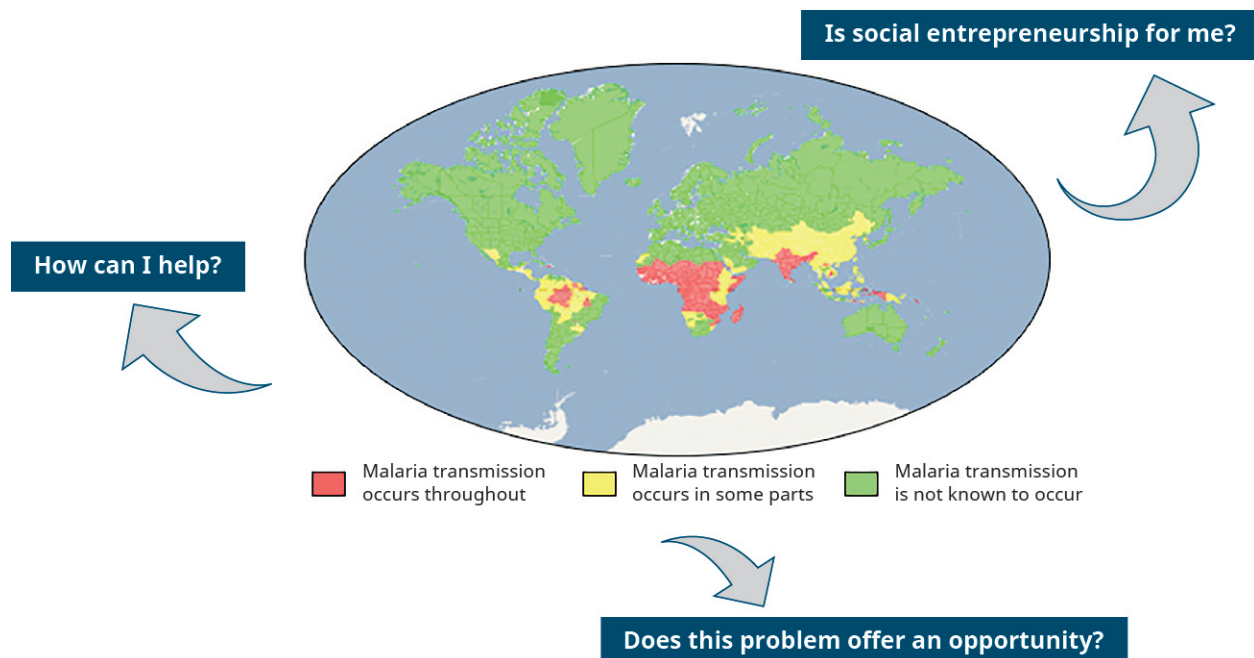 Is social entrepreneurship for me?
How can I help?
Malaria transmission
occurs throughout
Malaria transmission
occurs in some parts
Malaria transmission
is not known to occur
Does this problem offer an opportunity?